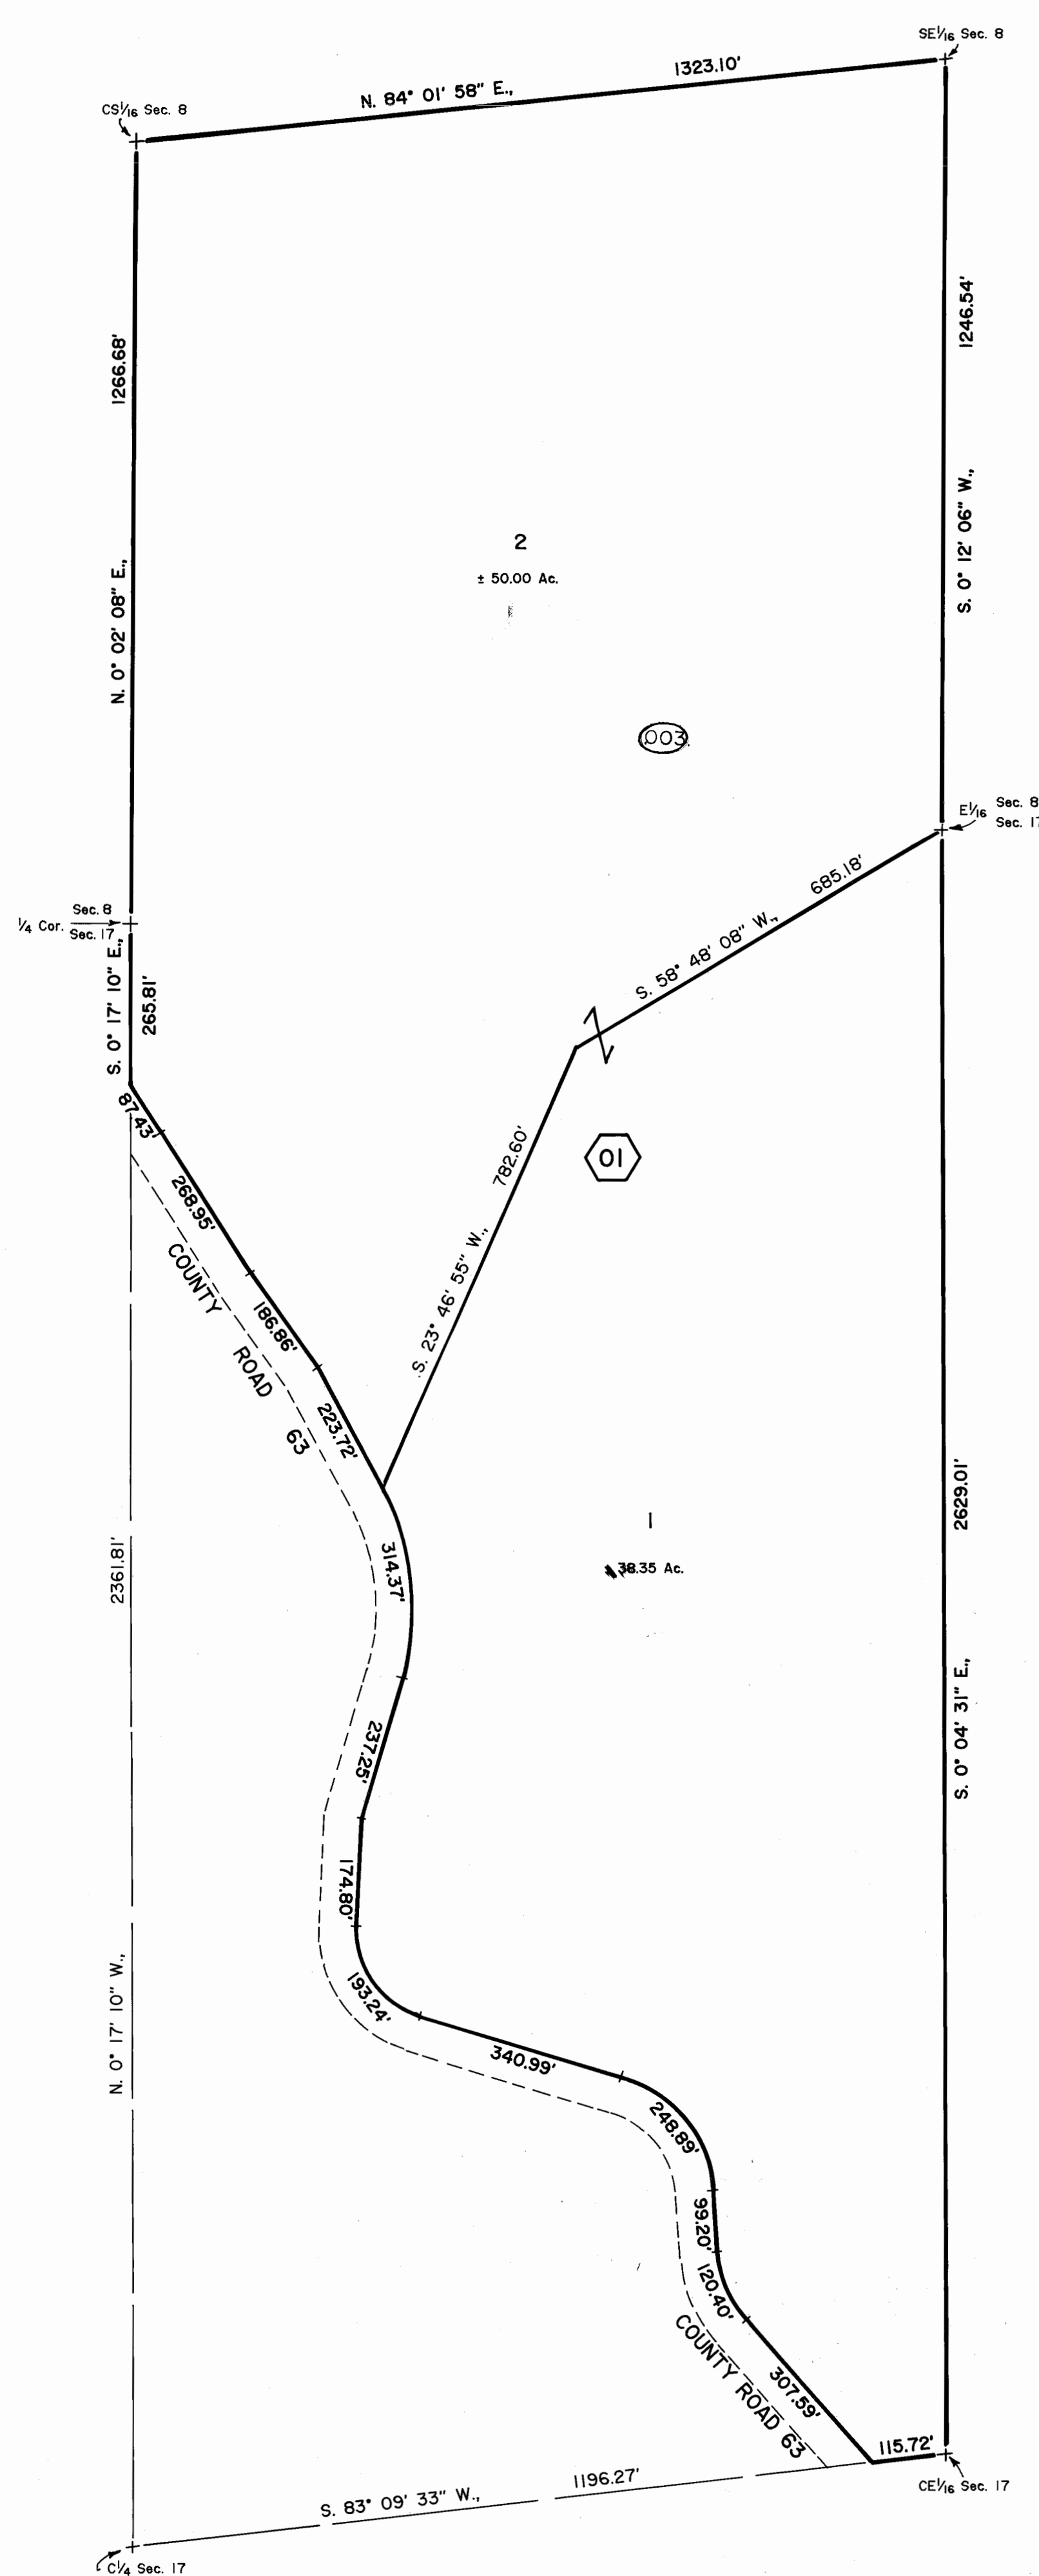 SE1/16 Sec. 8
1323.10'
N. 84° 01' 58" E.,
CS1/16 Sec. 8
1266.68'
N. 0° 02' 08" E.,
1246.54'
S. 0° 12' 06" W.,
2
± 50.00 Ac.
003
E1/16 Sec. 8
Sec. 17
685.18'
S. 58° 48' 08" W.,
1/4 Cor. Sec. 8
Sec. 17
S. 0° 17' 10" E.,
265.81'
87.43'
268.95'
186.86'
223.72'
COUNTY
ROAD
63
782.60'
S. 23° 46' 55" W.,
01
1
38.35 Ac.
2629.01'
S. 0° 04' 31" E.,
2361.81'
N. 0° 17' 10" W.,
314.37'
237.25'
174.80'
193.24'
340.99'
248.89'
99.20'
120.40'
307.59'
COUNTY ROAD 63
115.72'
1196.27'
S. 83° 09' 33" W.,
CE1/16 Sec. 17
C1/4 Sec. 17